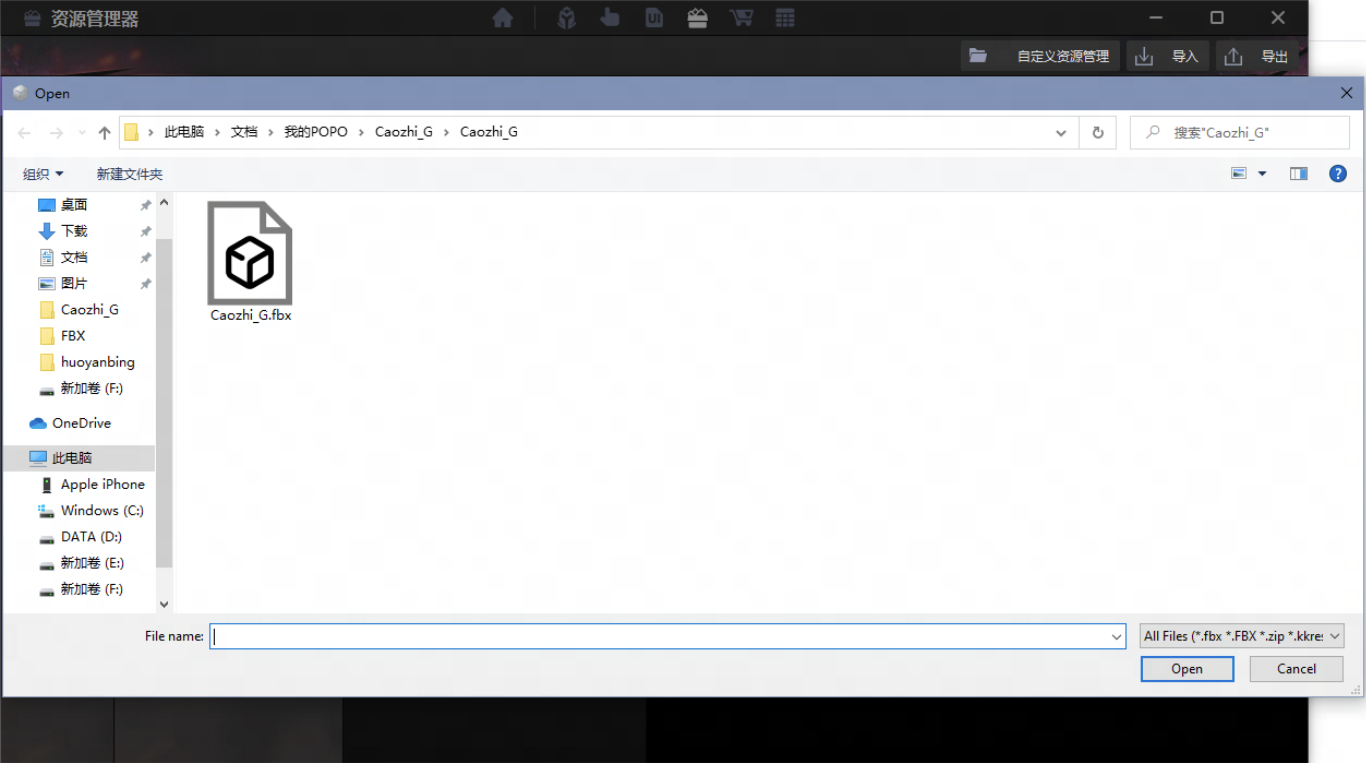 资源管理器
自定义资源管理 导入 导出
Open
此电脑 文档 我的POPO Caozhi_G Caozhi_G
搜索"Caozhi_G"
组织 新建文件夹
桌面
下载
文档
图片
Caozhi_G
FBX
huoyanbing
新加卷 (F:)
OneDrive
此电脑
Apple iPhone
Windows (C:)
DATA (D:)
新加卷 (E:)
新加卷 (F:)
Caozhi_G.fbx
File name:
All Files (*.fbx *.FBX *.zip *.kkres
Open Cancel